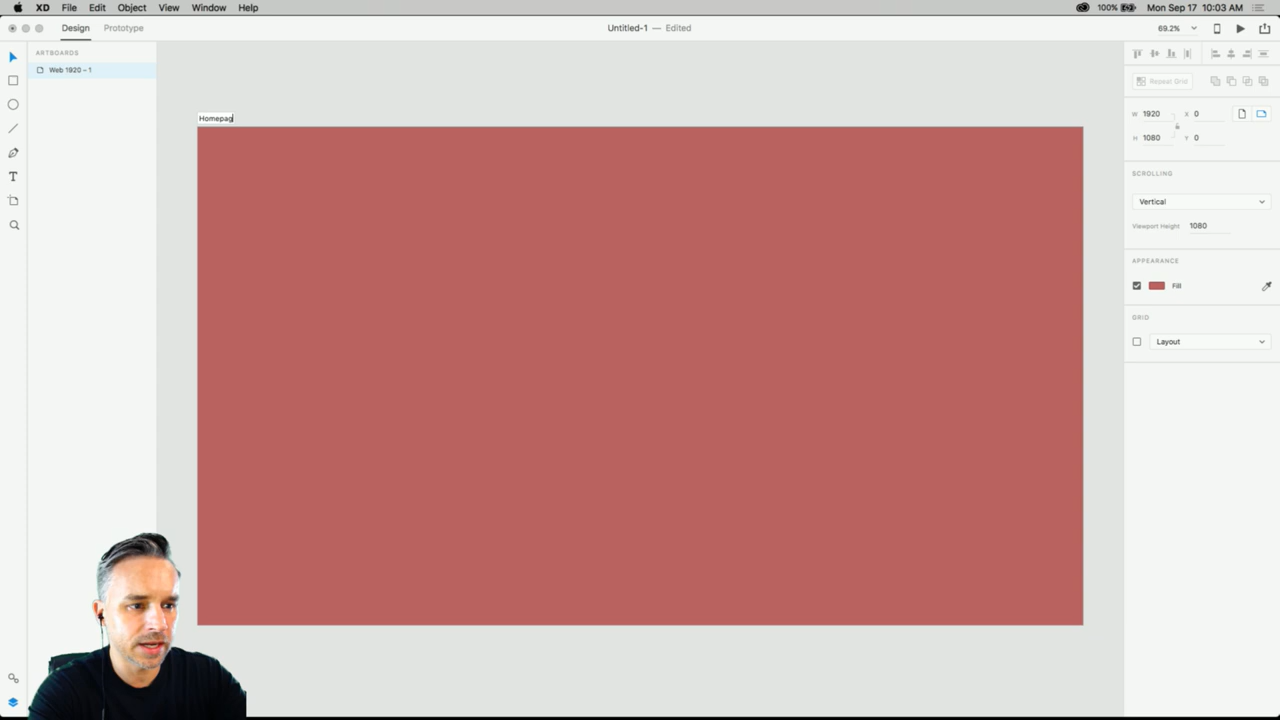 XD File Edit Object View Window Help
100% Mon Sep 17 10:03 AM
Design Prototype
Untitled-1 — Edited
69.2%
ARTBOARDS
Web 1920 – 1
Homepag
Repeat Grid
W 1920 X 0
H 1080 Y 0
SCROLLING
Vertical
Viewport Height 1080
APPEARANCE
Fill
GRID
Layout